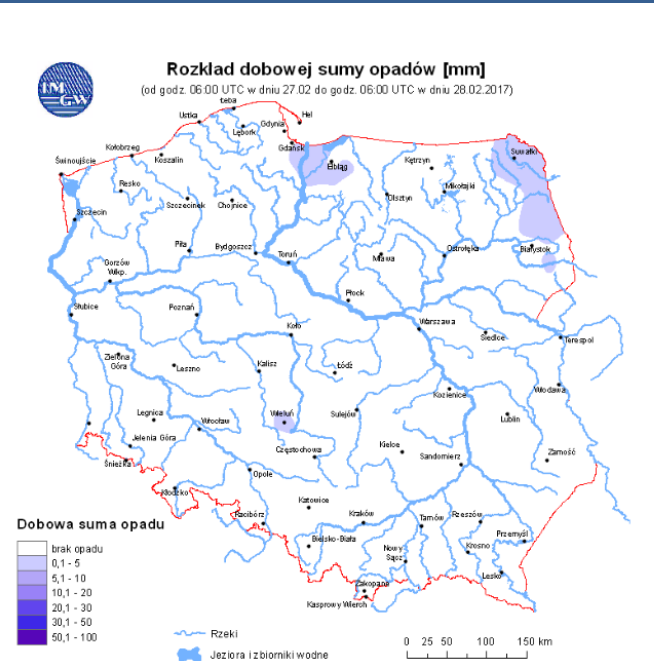 Rozkład dobowej sumy opadów [mm]
(od godz. 06:00 UTC w dniu 27.02 do godz. 06:00 UTC w dniu 28.02.2017)
IM
GW
Łeba
Hel
Ustka
Gdynia
Lębork
Gdańsk
Kołobrzeg
Koszalin
Suwałki
Świnoujście
Elbląg
Kętrzyn
Resko
Mikołajki
Szczecinek
Chojnice
Olsztyn
Szczecin
Piła
Bydgoszcz
Toruń
Mława
Ostrołęka
Białystok
Gorzów
Wlkp.
Płock
Słubice
Poznań
Koło
Warszawa
Siedlce
Terespol
Zielona
Góra
Leszno
Kalisz
Łódź
Kozienice
Włodawa
Legnica
Wrocław
Wieluń
Sulejów
Lublin
Jelenia Góra
Częstochowa
Kielce
Sandomierz
Zamość
Śnieżka
Opole
Kłodzko
Katowice
Racibórz
Kraków
Tarnów
Rzeszów
Przemyśl
Bielsko-Biała
Nowy
Sącz
Krosno
Lesko
Zakopane
Kasprowy Wierch
Dobowa suma opadu
brak opadu
0,1 - 5
5,1 - 10
10,1 - 20
20,1 - 30
30,1 - 50
50,1 - 100
Rzeki
Jeziora i zbiorniki wodne
0 25 50 100 150 km